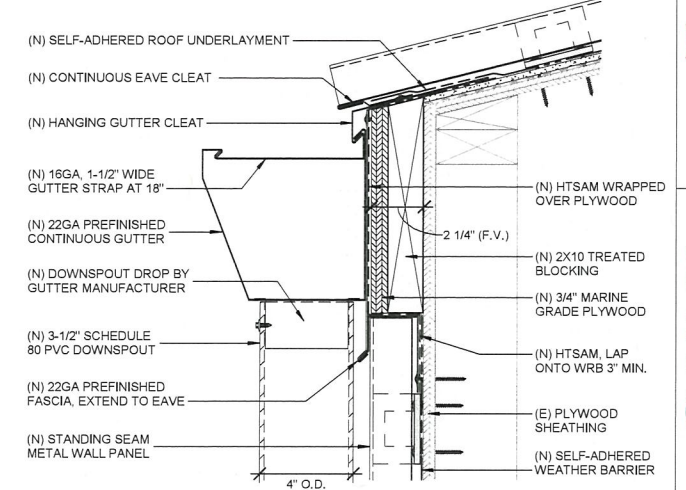 (N) SELF-ADHERED ROOF UNDERLAYMENT
(N) CONTINUOUS EAVE CLEAT
(N) HANGING GUTTER CLEAT
(N) 16GA, 1-1/2" WIDE
GUTTER STRAP AT 18"
(N) 22GA PREFINISHED
CONTINUOUS GUTTER
(N) DOWNSPOUT DROP BY
GUTTER MANUFACTURER
(N) 3-1/2" SCHEDULE
80 PVC DOWNSPOUT
(N) 22GA PREFINISHED
FASCIA, EXTEND TO EAVE
(N) STANDING SEAM
METAL WALL PANEL
4" O.D.
(N) HTSAM WRAPPED
OVER PLYWOOD
2 1/4" (F.V.)
(N) 2X10 TREATED
BLOCKING
(N) 3/4" MARINE
GRADE PLYWOOD
(N) HTSAM, LAP
ONTO WRB 3" MIN.
(E) PLYWOOD
SHEATHING
(N) SELF-ADHERED
WEATHER BARRIER